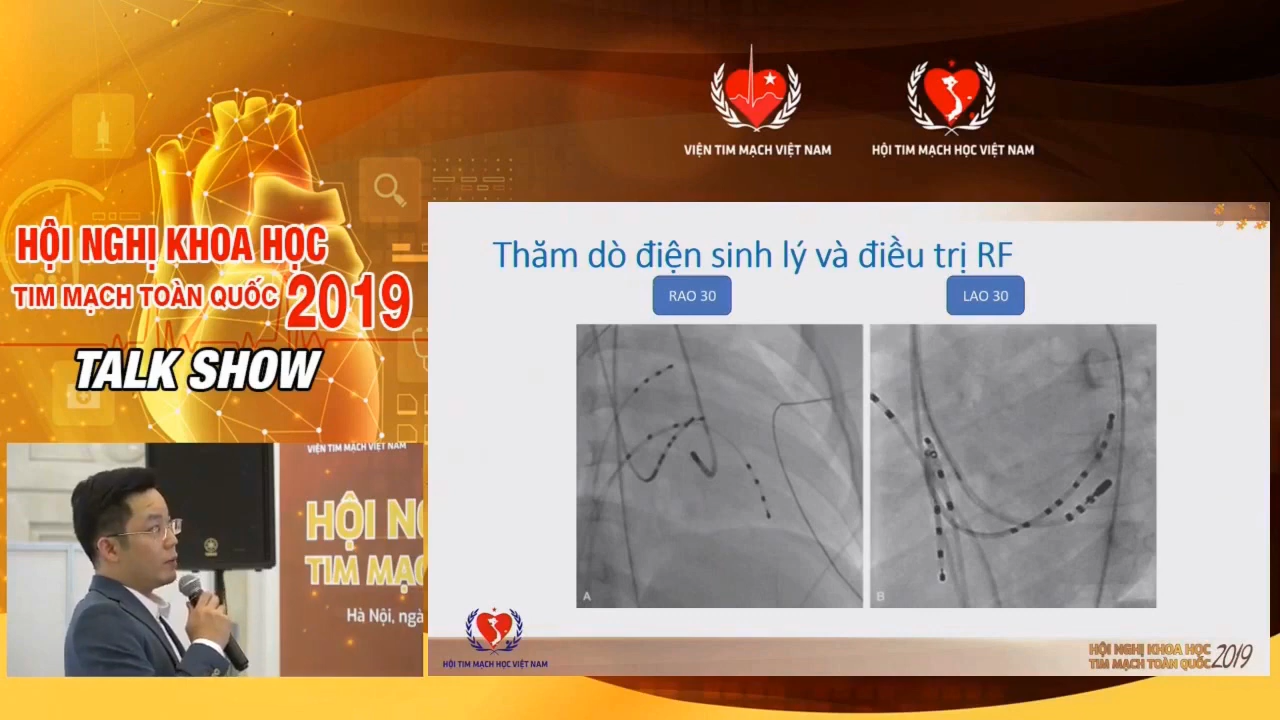 VIỆN TIM MẠCH VIỆT NAM
HỘI TIM MẠCH HỌC VIỆT NAM
HỘI NGHỊ KHOA HỌC
TIM MẠCH TOÀN QUỐC 2019
TALK SHOW
Thăm dò điện sinh lý và điều trị RF
RAO 30
LAO 30
A
B
VIỆN TIM MẠCH VIỆT NAM
HỘI
TIM
Hà Nội,
HỘI TIM MẠCH HỌC VIỆT NAM
HỘI NGHỊ KHOA HỌC
TIM MẠCH TOÀN QUỐC 2019